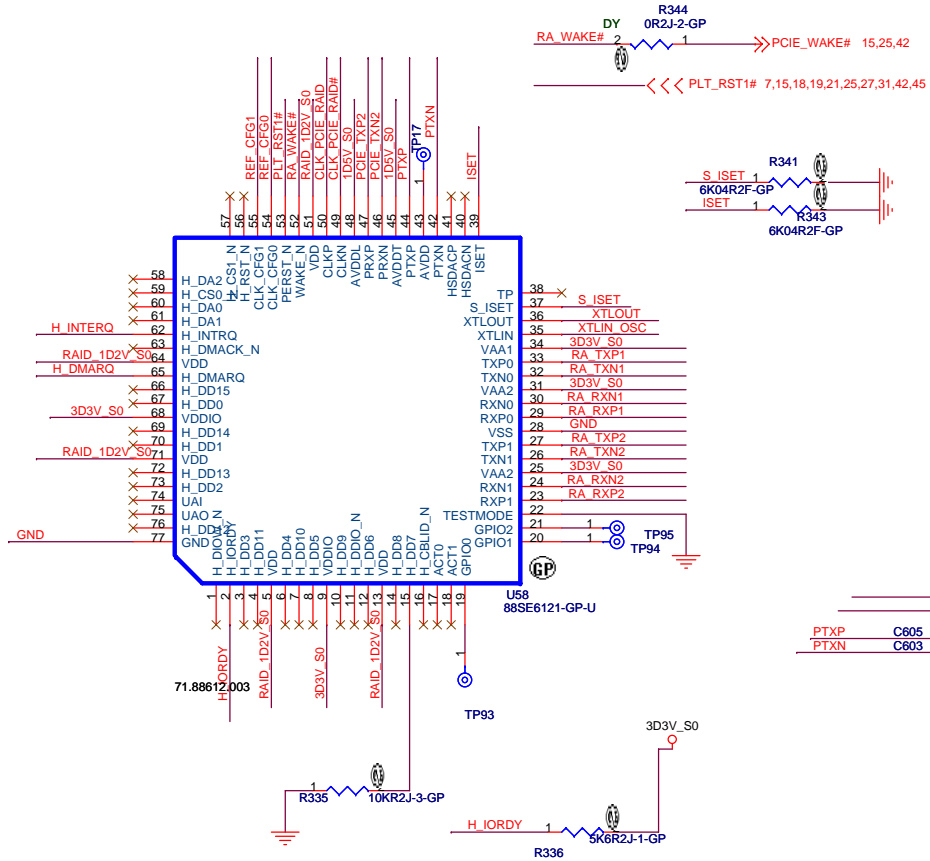 R344
0R2J-2-GP
DY
RA_WAKE# 2 1 PCIE_WAKE# 15,25,42
PLT_RST1# 7,15,18,19,21,25,27,31,42,45
REF_CFG1
REF_CFG0
PLT_RST1#
RA_WAKE#
RAID_1D2V_S0
CLK_PCIE_RAID
CLK_PCIE_RAID#
1D5V_S0
PCIE_TXP2
PCIE_TXN2
1D5V_S0
PTXP
TP17
1
PTXN
ISET
R341
S_ISET 1
6K04R2F-GP
ISET 1
R343
6K04R2F-GP
57 H_CS1_N
56 H_RST_N
55 CLK_CFG1
54 CLK_CFG0
53 PERST_N
52 WAKE_N
51 VDD
50 CLKP
49 CLKN
48 AVDDL
47 PRXP
46 PRXN
45 AVDDT
44 PTXP
43 AVDD
42 PTXN
41 HSDACP
40 HSDACN
39 ISET
58 H_DA2
59 H_CS0_N
60 H_DA0
61 H_DA1
H_INTERQ 62 H_INTRQ
63 H_DMACK_N
RAID_1D2V_S0 64 VDD
H_DMARQ 65 H_DMARQ
66 H_DD15
67 H_DD0
3D3V_S0 68 VDDIO
69 H_DD14
70 H_DD1
RAID_1D2V_S0 71 VDD
72 H_DD13
73 H_DD2
74 UAI
75 UAO
76 H_DD12
GND 77 GND
TP 38
S_ISET 37 S_ISET
XTLOUT 36 XTLOUT
XTLIN 35 XTLIN_OSC
VAA1 34 3D3V_S0
TXP0 33 RA_TXP1
TXN0 32 RA_TXN1
VAA2 31 3D3V_S0
RXN0 30 RA_RXN1
RXP0 29 RA_RXP1
VSS 28 GND
TXP1 27 RA_TXP2
TXN1 26 RA_TXN2
VAA2 25 3D3V_S0
RXN1 24 RA_RXN2
RXP1 23 RA_RXP2
TESTMODE 22
GPIO2 21 1 TP95
GPIO1 20 1 TP94
H_DIOW_N 1
H_IORDY 2
H_DD3 3
H_DD11 4
VDD 5
H_DD4 6
H_DD10 7
H_DD5 8
VDDIO 9
H_DD9 10
H_DDIO_N 11
H_DD6 12
VDD 13
H_DD8 14
H_DD7 15
H_CBLID_N 16
ACT0 17
ACT1 18
GPIO0 19
GP
U58
88SE6121-GP-U
H_IORDY
RAID_1D2V_S0
3D3V_S0
RAID_1D2V_S0
1
TP93
71.88612.003
PTXP C605
PTXN C603
3D3V_S0
1
R335 10KR2J-3-GP
H_IORDY 1
5K6R2J-1-GP
R336